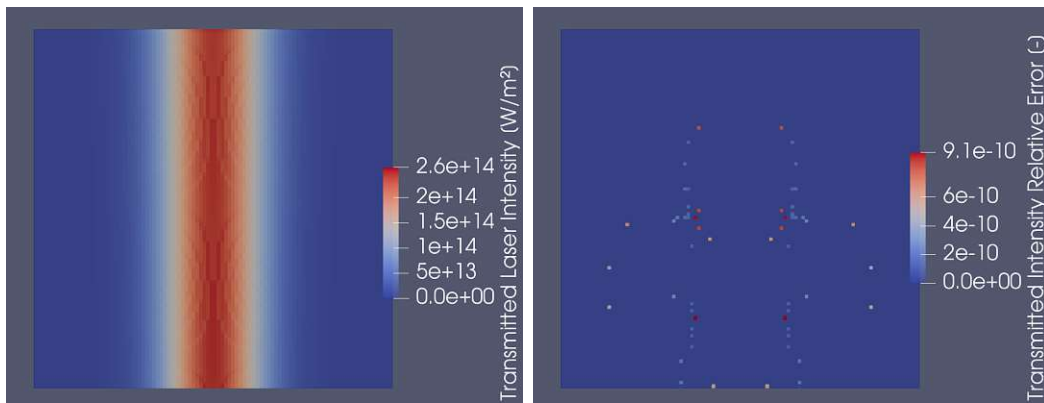 Transmitted Laser Intensity (W/m²)
2.6e+14
2e+14
1.5e+14
1e+14
5e+13
0.0e+00
Transmitted Intensity Relative Error (-)
9.1e-10
6e-10
4e-10
2e-10
0.0e+00